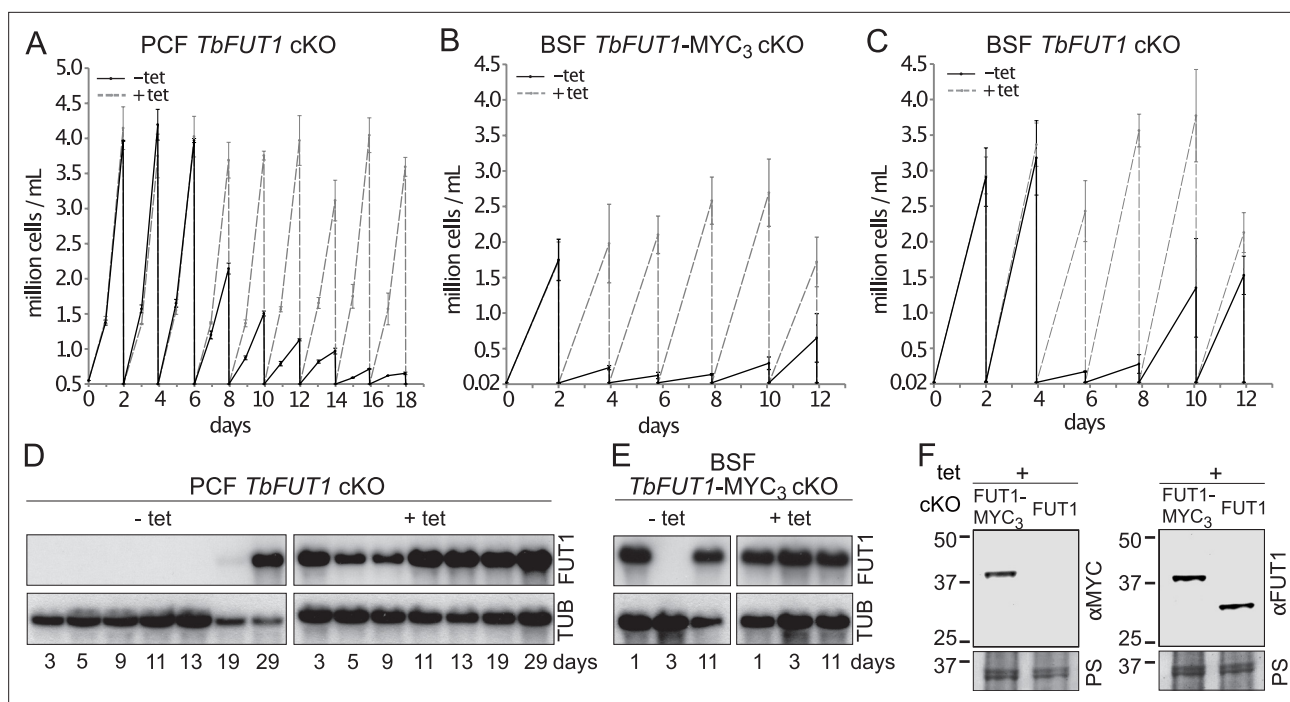 A
PCF TbFUT1 cKO
5.0
4.5
4.0
3.5
3.0
2.5
2.0
1.5
1.0
0.5
million cells / mL
−tet
+tet
0 2 4 6 8 10 12 14 16 18
days
B
BSF TbFUT1-MYC3 cKO
4.5
4.0
3.5
3.0
2.5
2.0
1.5
1.0
0.5
0.02
million cells / mL
−tet
+tet
0 2 4 6 8 10 12
days
C
BSF TbFUT1 cKO
4.5
4.0
3.5
3.0
2.5
2.0
1.5
1.0
0.5
0.02
million cells / mL
−tet
+tet
0 2 4 6 8 10 12
days
D
PCF TbFUT1 cKO
- tet + tet
FUT1
TUB
3 5 9 11 13 19 29 3 5 9 11 13 19 29 days
E
BSF
TbFUT1-MYC3 cKO
- tet + tet
FUT1
TUB
1 3 11 1 3 11 days
F
tet + +
cKO FUT1-MYC3 FUT1 FUT1-MYC3 FUT1
50
37
25
αMYC
37
PS
50
37
25
αFUT1
37
PS